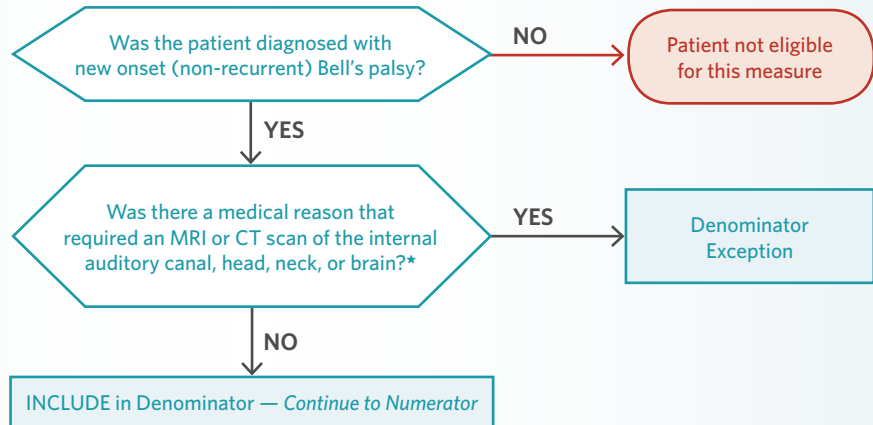 Was the patient diagnosed with
new onset (non-recurrent) Bell's palsy?
NO
Patient not eligible
for this measure
YES
Was there a medical reason that
required an MRI or CT scan of the internal
auditory canal, head, neck, or brain?★
YES
Denominator
Exception
NO
INCLUDE in Denominator — Continue to Numerator